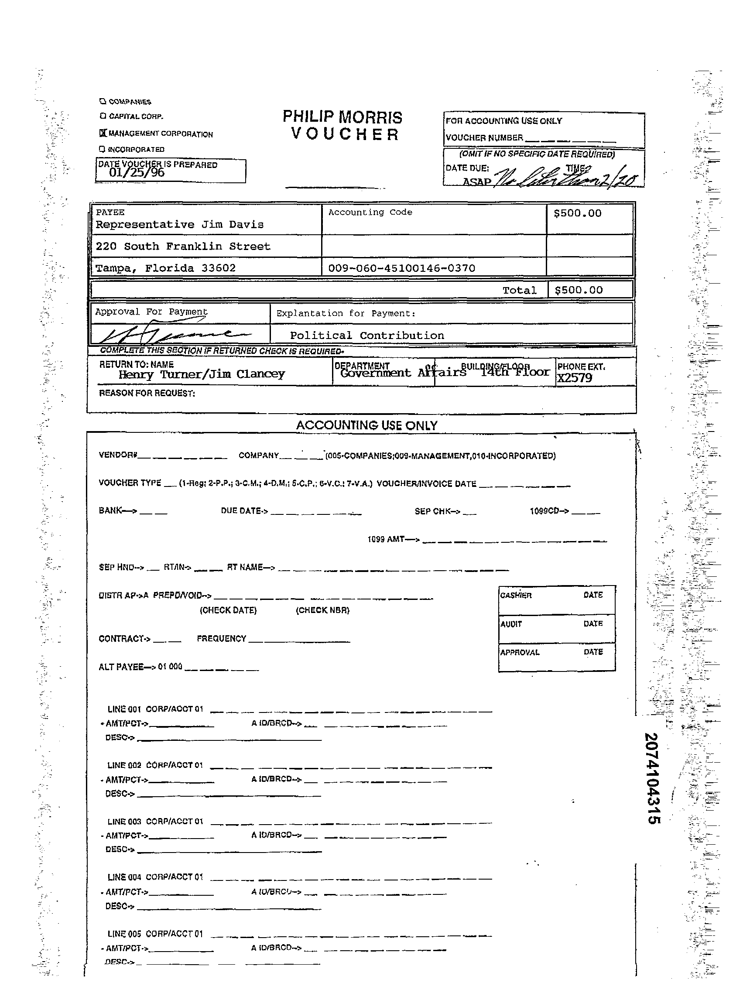 ☐ COMPANIES
☐ CAPITAL CORP.
☒ MANAGEMENT CORPORATION
☐ INCORPORATED
DATE VOUCHER IS PREPARED
01/25/96
PHILIP MORRIS
VOUCHER
FOR ACCOUNTING USE ONLY
VOUCHER NUMBER
(OMIT IF NO SPECIFIC DATE REQUIRED)
DATE DUE: TIME?
ASAP No later than 2/20
PAYEE Accounting Code $500.00
Representative Jim Davis
220 South Franklin Street
Tampa, Florida 33602 009-060-45100146-0370
Total $500.00
Approval For Payment Explantation for Payment:
Political Contribution
COMPLETE THIS SECTION IF RETURNED CHECK IS REQUIRED-
RETURN TO: NAME DEPARTMENT BUILDING/FLOOR PHONE EXT.
Henry Turner/Jim Clancey Government Affairs 14th Floor X2579
REASON FOR REQUEST:
ACCOUNTING USE ONLY
VENDOR# COMPANY (005-COMPANIES;009-MANAGEMENT,010-INCORPORATED)
VOUCHER TYPE (1-Reg; 2-P.P.; 3-C.M.; 4-D.M.; 5-C.P.; 6-V.C.; 7-V.A.) VOUCHER/INVOICE DATE
BANK—> DUE DATE-> SEP CHK--> 1099CD-->
1099 AMT—>
SEP HND--> RT/IN-> RT NAME—>
DISTR AP->A PREPD/VOID-->
(CHECK DATE) (CHECK NBR)
CASHIER DATE
AUDIT DATE
CONTRACT-> FREQUENCY
APPROVAL DATE
ALT PAYEE—> 01 000
LINE 001 CORP/ACCT 01
- AMT/PCT-> A ID/BRCD-->
DESC->
LINE 002 CORP/ACCT 01
- AMT/PCT-> A ID/BRCD-->
DESC->
LINE 003 CORP/ACCT 01
- AMT/PCT-> A ID/BRCD-->
DESC->
LINE 004 CORP/ACCT 01
- AMT/PCT-> A ID/BRCD-->
DESC->
LINE 005 CORP/ACCT 01
- AMT/PCT-> A ID/BRCD-->
DESC->
2074104315